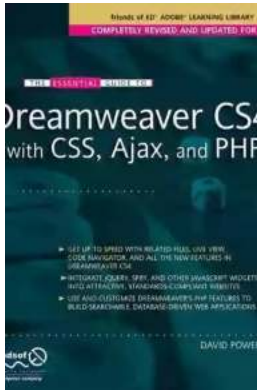 friends of ED ADOBE LEARNING LIBRARY
COMPLETELY REVISED AND UPDATED FOR
THE ESSENTIAL GUIDE TO
Dreamweaver CS4
with CSS, Ajax, and PHP
GET UP TO SPEED WITH RELATED FILES, LIVE VIEW,
CODE NAVIGATOR, AND ALL THE NEW FEATURES IN
DREAMWEAVER CS4
INTEGRATE JQUERY, SPRY, AND OTHER JAVASCRIPT WIDGETS
INTO ATTRACTIVE, STANDARDS-COMPLIANT WEBSITES
USE AND CUSTOMIZE DREAMWEAVER'S PHP FEATURES TO
BUILD SEARCHABLE, DATABASE-DRIVEN WEB APPLICATIONS
DAVID POWE
dsof